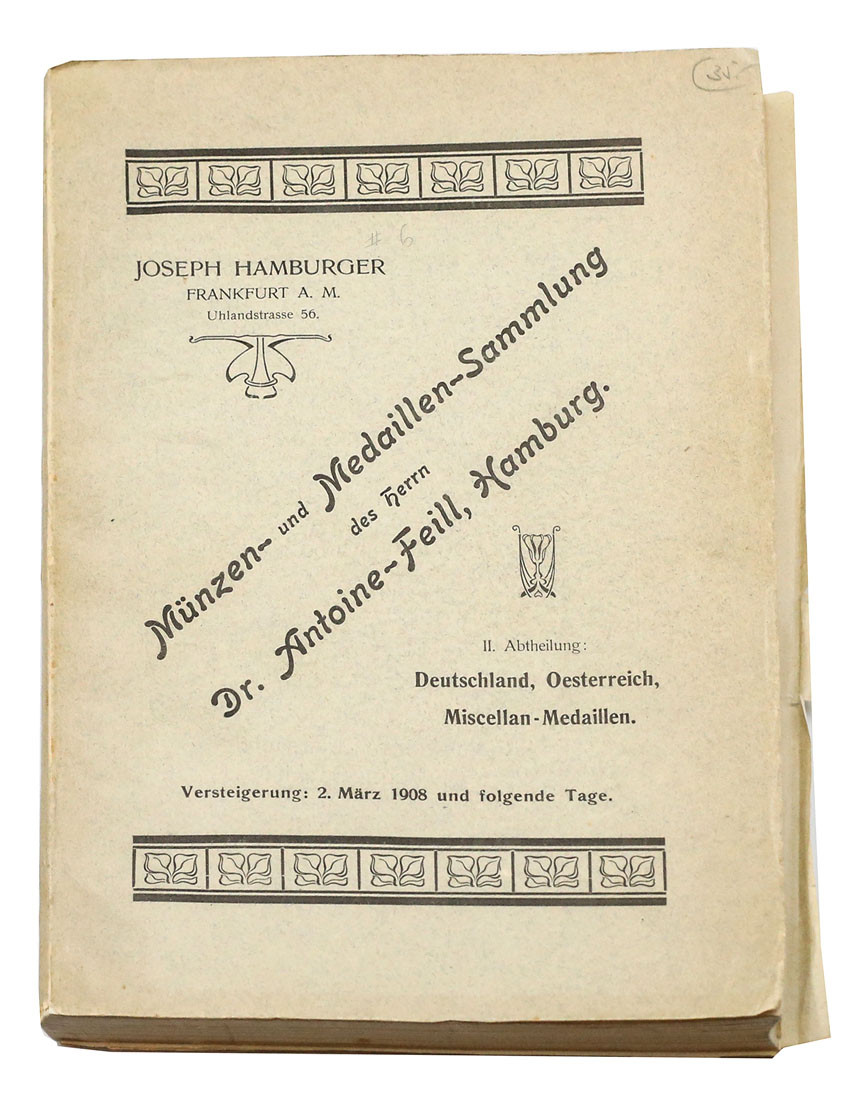 35.-
# 6
JOSEPH HAMBURGER
FRANKFURT A. M.
Uhlandstrasse 56.
Münzen- und Medaillen-Sammlung
des Herrn
Dr. Antoine-Feill, Hamburg.
II. Abtheilung:
Deutschland, Oesterreich,
Miscellan-Medaillen.
Versteigerung: 2. März 1908 und folgende Tage.